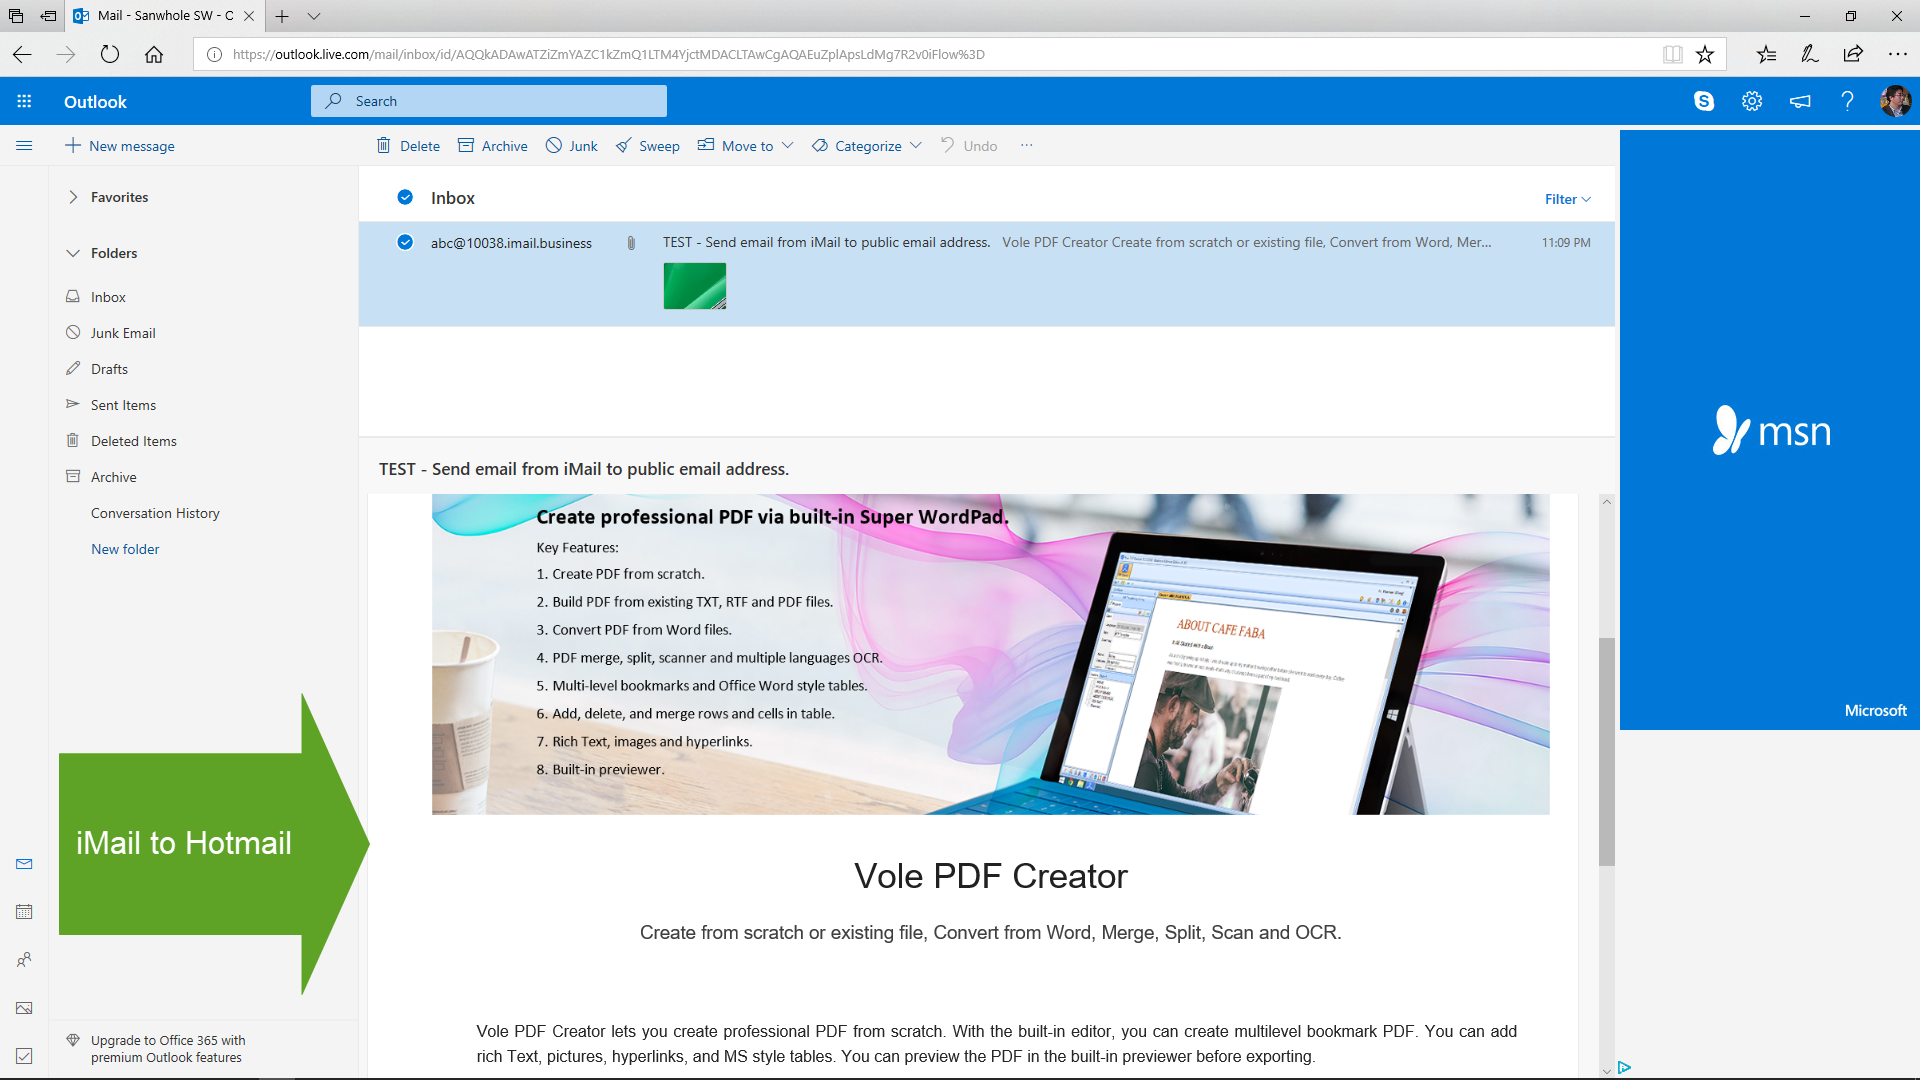 Mail - Sanwhole SW - O
https://outlook.live.com/mail/inbox/id/AQQkADAwATZiZmYAZC1kZmQ1LTM4YjctMDACLTAwCgAQAEuZplApsLdMg7R2v0iFlow%3D
Outlook
Search
New message
Delete
Archive
Junk
Sweep
Move to
Categorize
Undo
Favorites
Folders
Inbox
Junk Email
Drafts
Sent Items
Deleted Items
Archive
Conversation History
New folder
Inbox
Filter
abc@10038.imail.business
TEST - Send email from iMail to public email address.
Vole PDF Creator Create from scratch or existing file, Convert from Word, Mer...
11:09 PM
TEST - Send email from iMail to public email address.
Create professional PDF via built-in Super WordPad.
Key Features:
1. Create PDF from scratch.
2. Build PDF from existing TXT, RTF and PDF files.
3. Convert PDF from Word files.
4. PDF merge, split, scanner and multiple languages OCR.
5. Multi-level bookmarks and Office Word style tables.
6. Add, delete, and merge rows and cells in table.
7. Rich Text, images and hyperlinks.
8. Built-in previewer.
ABOUT CAFE FABA
Vole PDF Creator
Create from scratch or existing file, Convert from Word, Merge, Split, Scan and OCR.
Vole PDF Creator lets you create professional PDF from scratch. With the built-in editor, you can create multilevel bookmark PDF. You can add
rich Text, pictures, hyperlinks, and MS style tables. You can preview the PDF in the built-in previewer before exporting.
iMail to Hotmail
Upgrade to Office 365 with
premium Outlook features
msn
Microsoft